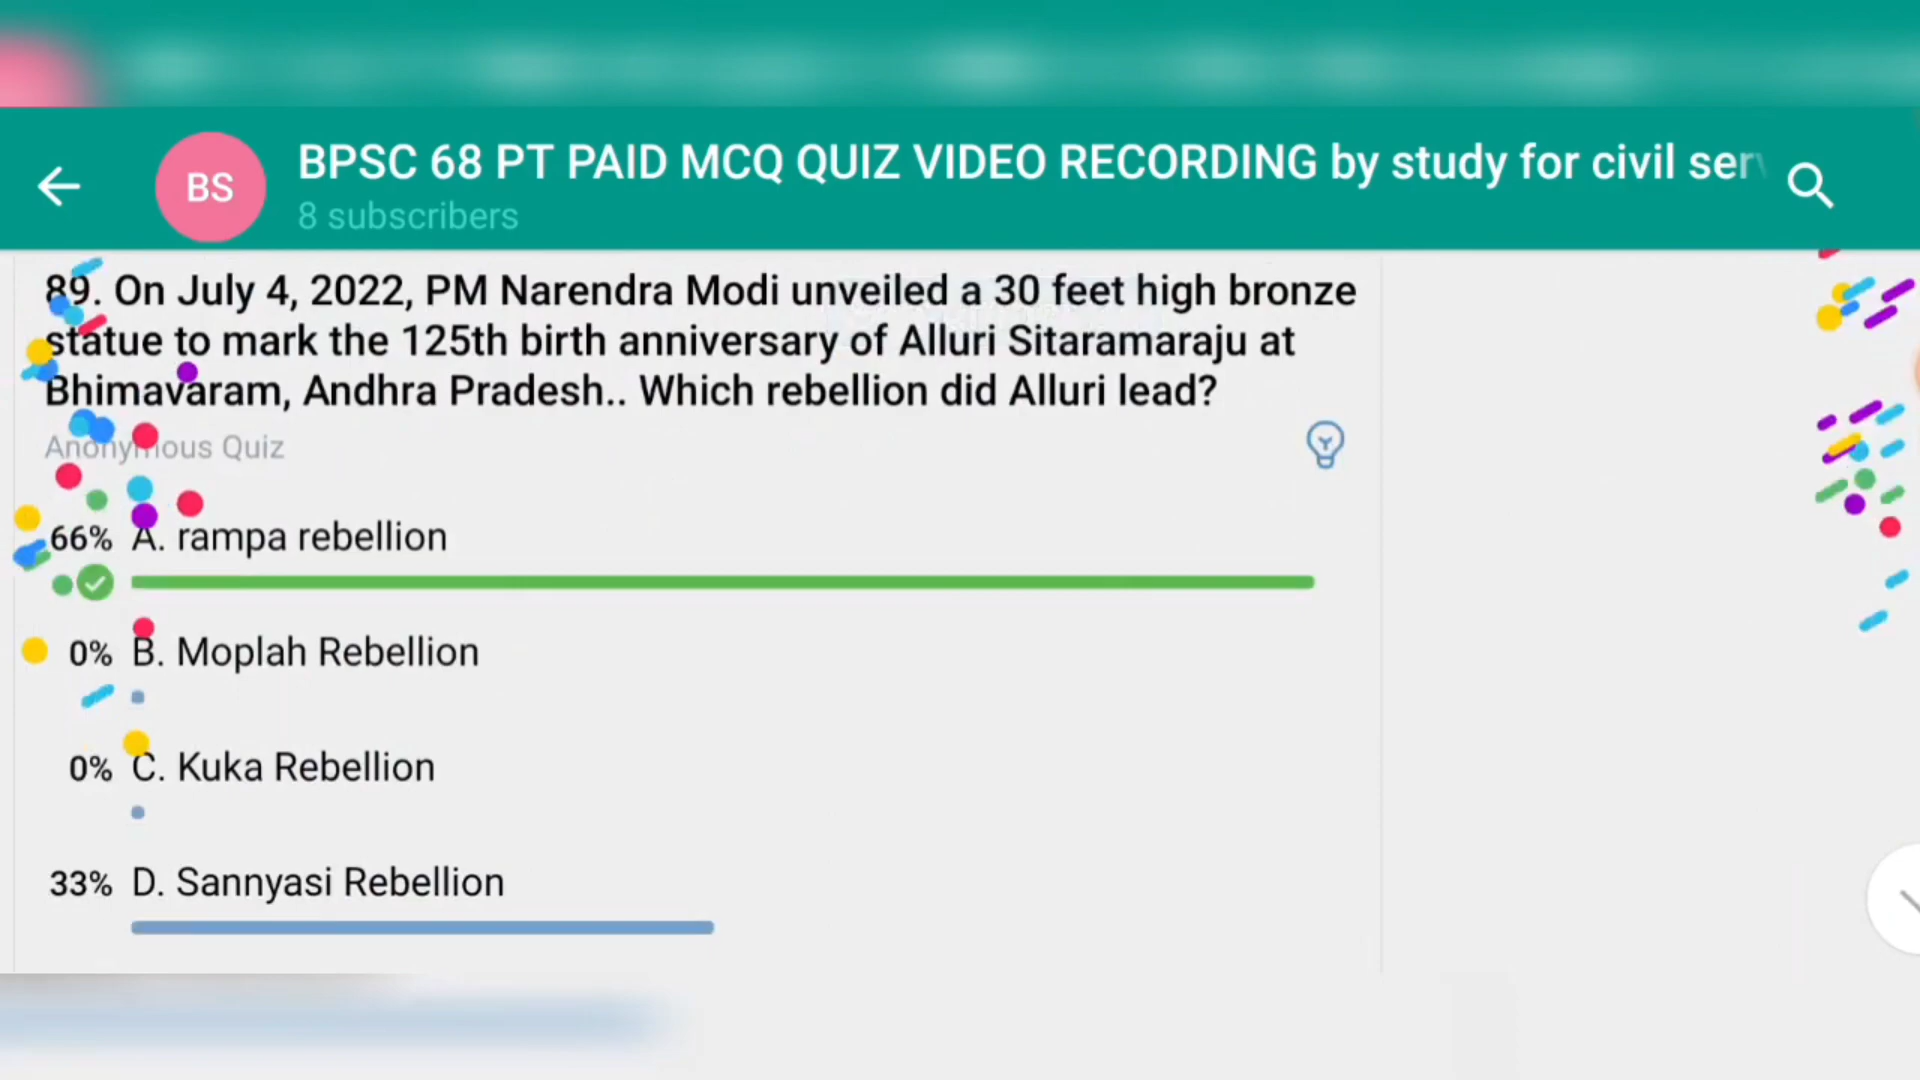 BS
BPSC 68 PT PAID MCQ QUIZ VIDEO RECORDING by study for civil ser
8 subscribers
89. On July 4, 2022, PM Narendra Modi unveiled a 30 feet high bronze
statue to mark the 125th birth anniversary of Alluri Sitaramaraju at
Bhimavaram, Andhra Pradesh.. Which rebellion did Alluri lead?
Anonymous Quiz
66% A. rampa rebellion
0% B. Moplah Rebellion
0% C. Kuka Rebellion
33% D. Sannyasi Rebellion